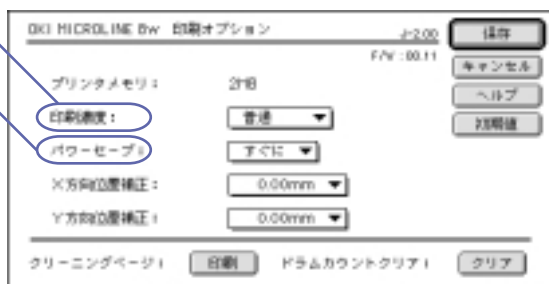 OKI MICROLINE 8w 印刷オプション J-2.00 保存
F/W :00.11 キャンセル
プリンタメモリ: 2MB ヘルプ
印刷濃度: 普通 初期値
パワーセーブ: すぐに
X方向位置補正: 0.00mm
Y方向位置補正: 0.00mm
クリーニングページ: 印刷 ドラムカウントクリア: クリア